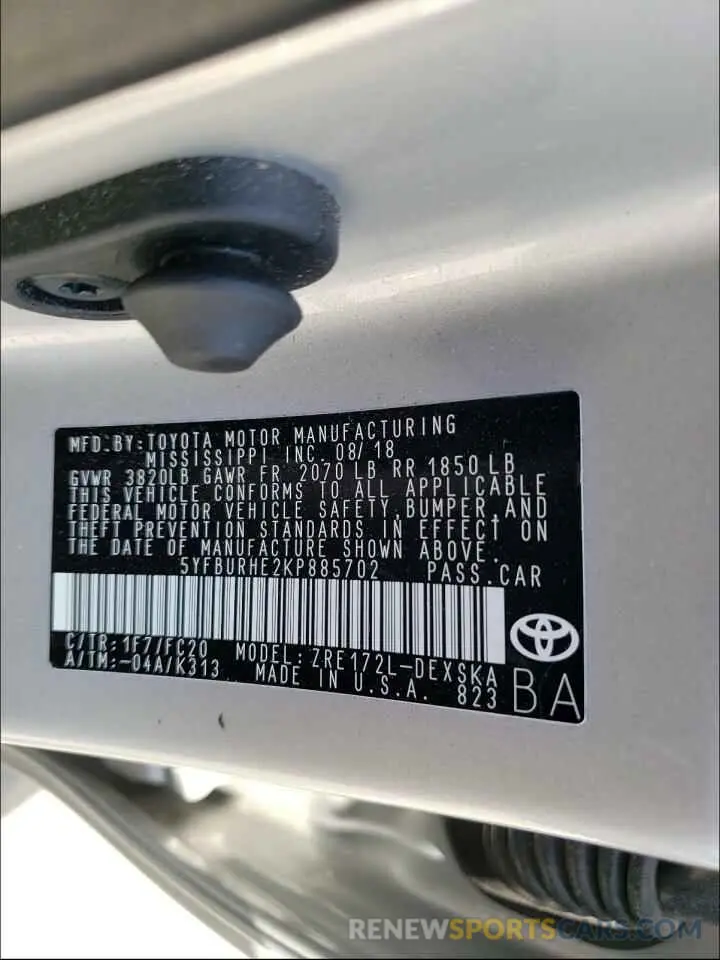 MFD.BY:TOYOTA MOTOR MANUFACTURING
MISSISSIPPI INC. 08/18
GVWR 3820LB GAWR FR 2070 LB RR 1850 LB
THIS VEHICLE CONFORMS TO ALL APPLICABLE
FEDERAL MOTOR VEHICLE SAFETY,BUMPER,AND
THEFT PREVENTION STANDARDS IN EFFECT ON
THE DATE OF MANUFACTURE SHOWN ABOVE.
5YFBURHE2KP885702 PASS.CAR
C/TR:1F7/FC20 MODEL:ZRE172L-DEXSKA
A/TM:-04A/K313 MADE IN U.S.A. 823
BA
RENEWSPORTSCARS.COM